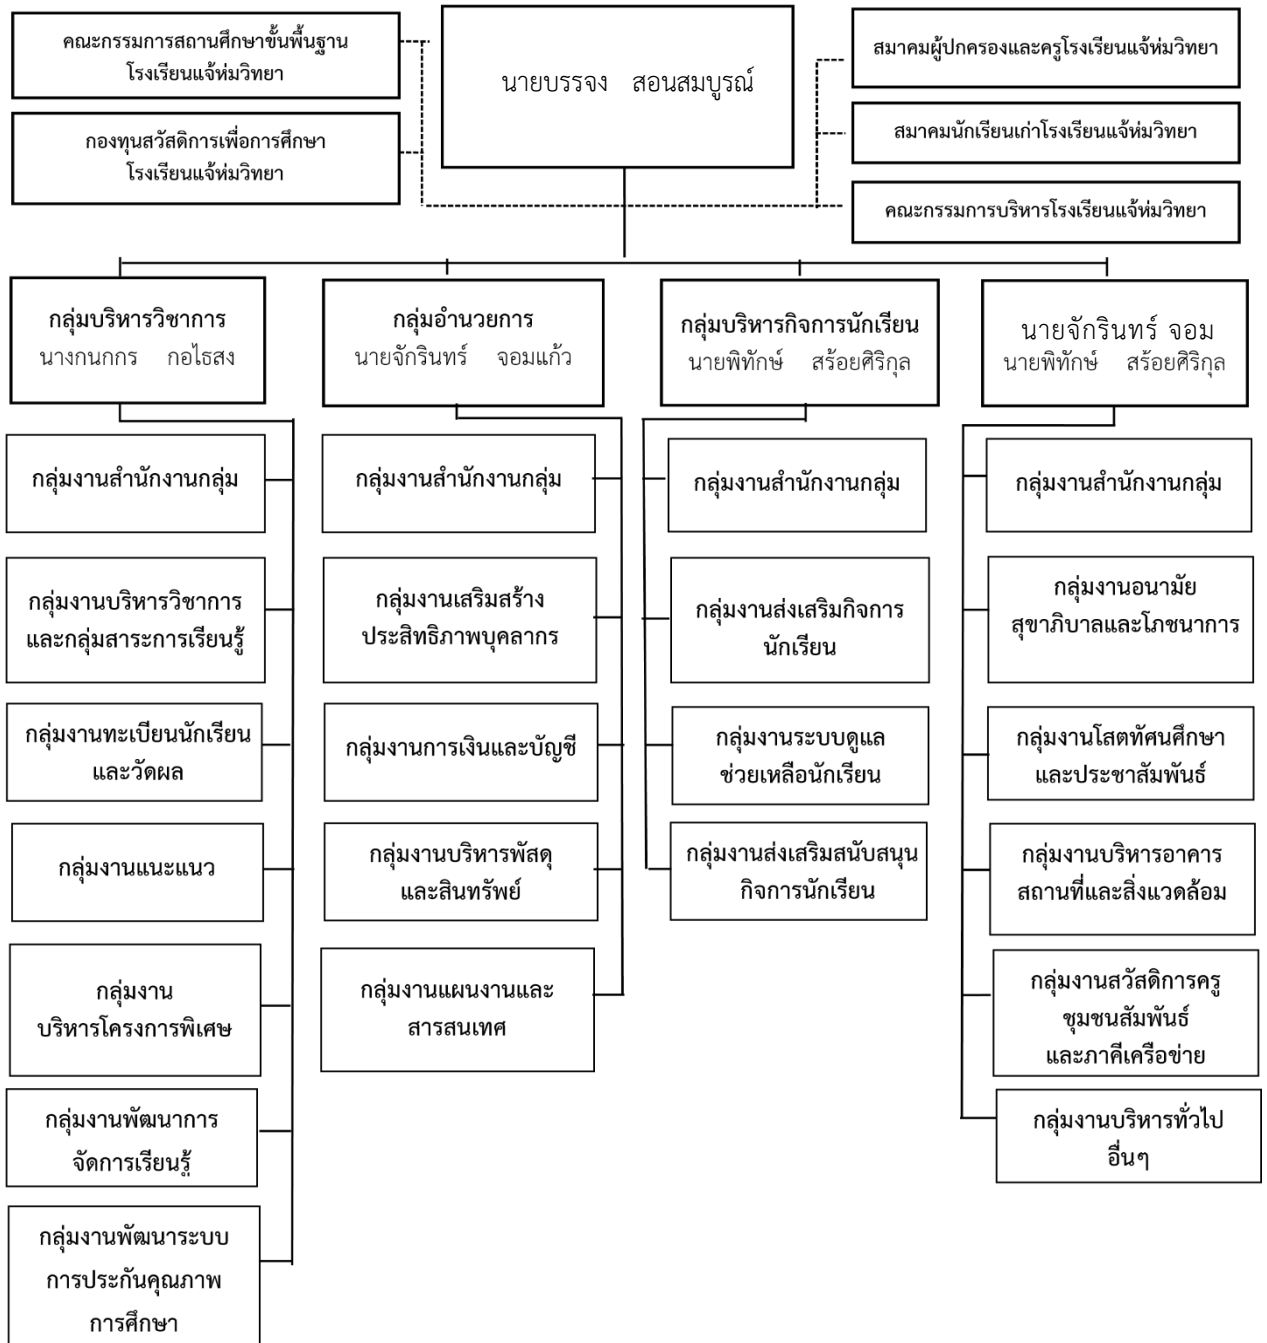 คณะกรรมการสถานศึกษาขั้นพื้นฐาน
โรงเรียนแจ้ห่มวิทยา
กองทุนสวัสดิการเพื่อการศึกษา
โรงเรียนแจ้ห่มวิทยา
นายบรรจง สอนสมบูรณ์
สมาคมผู้ปกครองและครูโรงเรียนแจ้ห่มวิทยา
สมาคมนักเรียนเก่าโรงเรียนแจ้ห่มวิทยา
คณะกรรมการบริหารโรงเรียนแจ้ห่มวิทยา
กลุ่มบริหารวิชาการ
นางกนกกร กอไธสง
กลุ่มงานสำนักงานกลุ่ม
กลุ่มงานบริหารวิชาการ
และกลุ่มสาระการเรียนรู้
กลุ่มงานทะเบียนนักเรียน
และวัดผล
กลุ่มงานแนะแนว
กลุ่มงาน
บริหารโครงการพิเศษ
กลุ่มงานพัฒนาการ
จัดการเรียนรู้
กลุ่มงานพัฒนาระบบ
การประกันคุณภาพ
การศึกษา
กลุ่มอำนวยการ
นายจักรินทร์ จอมแก้ว
กลุ่มงานสำนักงานกลุ่ม
กลุ่มงานเสริมสร้าง
ประสิทธิภาพบุคลากร
กลุ่มงานการเงินและบัญชี
กลุ่มงานบริหารพัสดุ
และสินทรัพย์
กลุ่มงานแผนงานและ
สารสนเทศ
กลุ่มบริหารกิจการนักเรียน
นายพิทักษ์ สร้อยศิริกุล
กลุ่มงานสำนักงานกลุ่ม
กลุ่มงานส่งเสริมกิจการ
นักเรียน
กลุ่มงานระบบดูแล
ช่วยเหลือนักเรียน
กลุ่มงานส่งเสริมสนับสนุน
กิจการนักเรียน
นายจักรินทร์ จอม
นายพิทักษ์ สร้อยศิริกุล
กลุ่มงานสำนักงานกลุ่ม
กลุ่มงานอนามัย
สุขาภิบาลและโภชนาการ
กลุ่มงานโสตทัศนศึกษา
และประชาสัมพันธ์
กลุ่มงานบริหารอาคาร
สถานที่และสิ่งแวดล้อม
กลุ่มงานสวัสดิการครู
ชุมชนสัมพันธ์
และภาคีเครือข่าย
กลุ่มงานบริหารทั่วไป
อื่นๆ